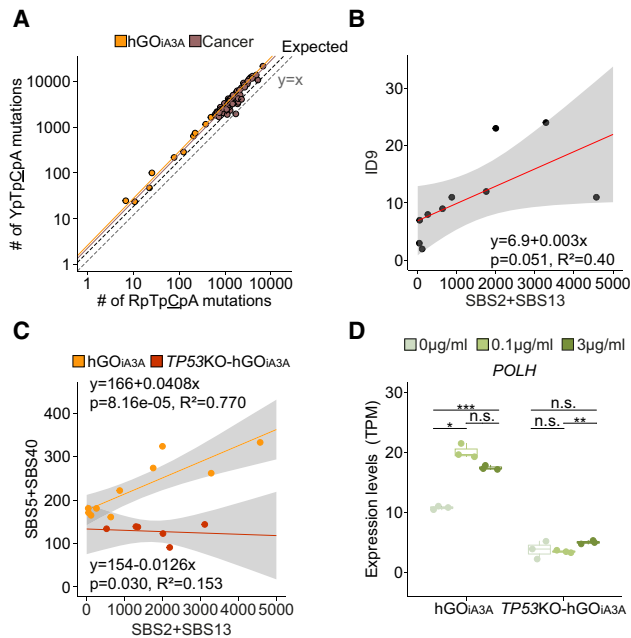 A
hGOiA3A Cancer
Expected
y=x
10000
1000
100
10
1
1 10 100 1000 10000
# of YpTpCpA mutations
# of RpTpCpA mutations
B
30
20
10
0
ID9
y=6.9+0.003x
p=0.051, R²=0.40
0 1000 2000 3000 4000 5000
SBS2+SBS13
C
hGOiA3A TP53KO-hGOiA3A
y=166+0.0408x
p=8.16e-05, R²=0.770
400
300
200
100
0
SBS5+SBS40
y=154-0.0126x
p=0.030, R²=0.153
0 1000 2000 3000 4000 5000
SBS2+SBS13
D
0µg/ml 0.1µg/ml 3µg/ml
POLH
30
20
10
0
Expression levels (TPM)
*** n.s.
n.s.
* n.s. **
hGOiA3A TP53KO-hGOiA3A